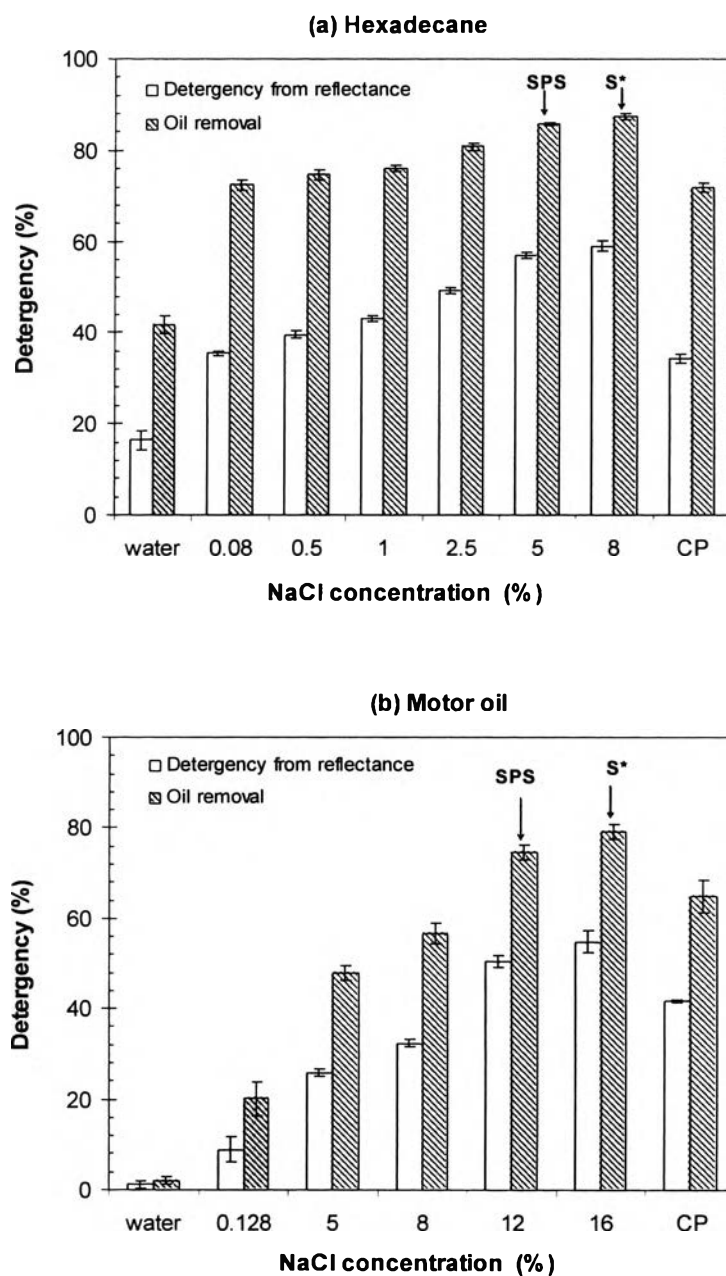 (a) Hexadecane
100
80
60
40
20
0
Detergency (%)
Detergency from reflectance
Oil removal
SPS
S*
water 0.08 0.5 1 2.5 5 8 CP
NaCl concentration (%)
(b) Motor oil
100
80
60
40
20
0
Detergency (%)
Detergency from reflectance
Oil removal
SPS
S*
water 0.128 5 8 12 16 CP
NaCl concentration (%)